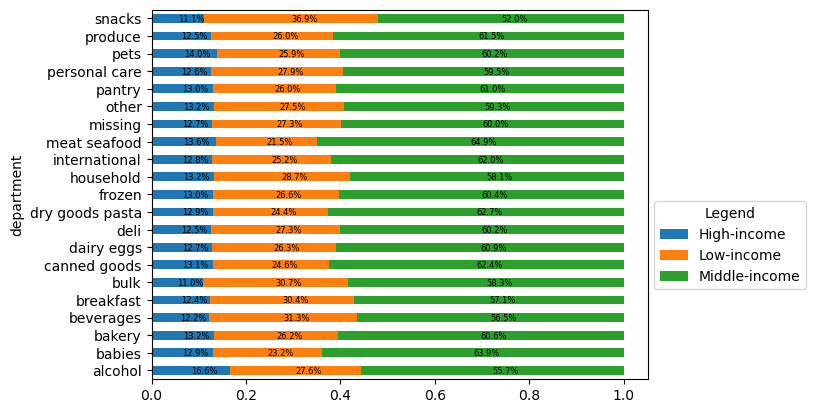 snacks 11.1% 36.9% 52.0%
produce 12.5% 26.0% 61.5%
pets 14.0% 25.9% 60.2%
personal care 12.6% 27.9% 59.5%
pantry 13.0% 26.0% 61.0%
other 13.2% 27.5% 59.3%
missing 12.7% 27.3% 60.0%
meat seafood 13.6% 21.5% 64.9%
international 12.8% 25.2% 62.0%
household 13.2% 28.7% 58.1%
frozen 13.0% 26.6% 60.4%
dry goods pasta 12.9% 24.4% 62.7%
deli 12.5% 27.3% 60.2%
dairy eggs 12.7% 26.3% 60.9%
canned goods 13.1% 24.6% 62.4%
bulk 11.0% 30.7% 58.3%
breakfast 12.4% 30.4% 57.1%
beverages 12.2% 31.3% 56.5%
bakery 13.2% 26.2% 60.6%
babies 12.9% 23.2% 63.9%
alcohol 16.6% 27.6% 55.7%
0.0 0.2 0.4 0.6 0.8 1.0
department
Legend
High-income
Low-income
Middle-income